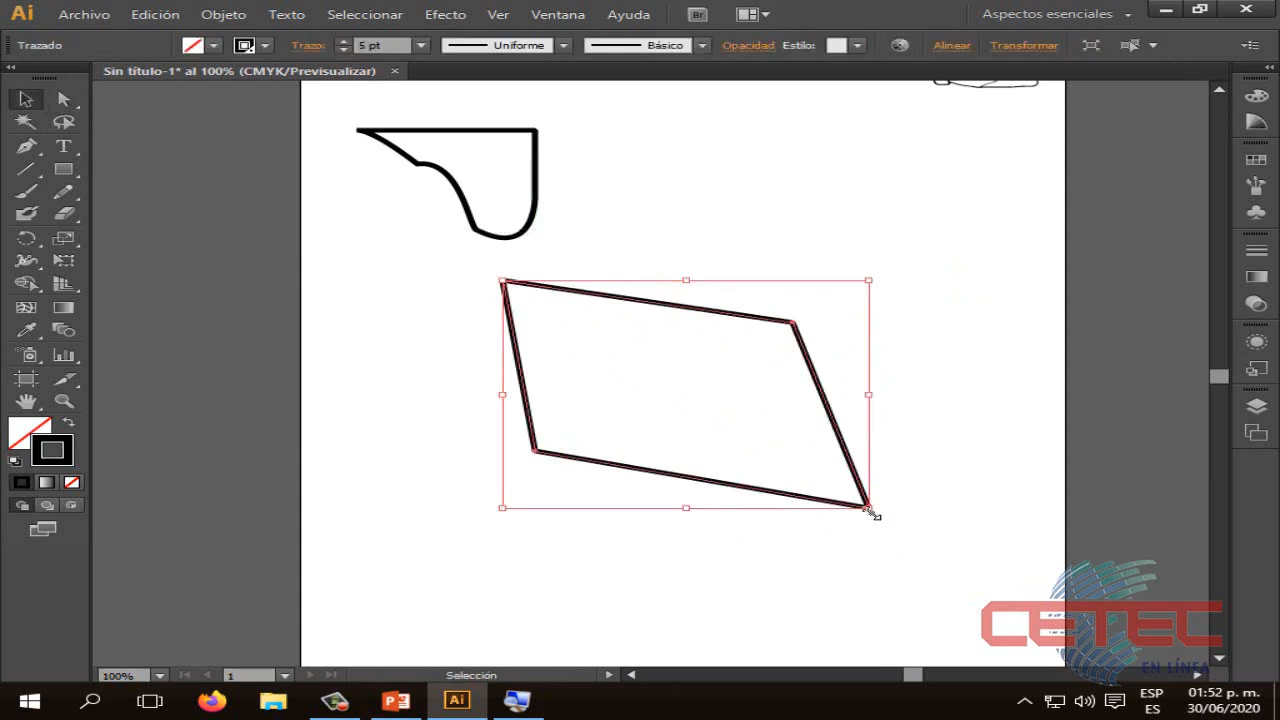 Ai Archivo Edición Objeto Texto Seleccionar Efecto Ver Ventana Ayuda Br Aspectos esenciales
Trazado Trazo: 5 pt Uniforme Básico Opacidad Estilo: Alinear Transformar
Sin título-1* al 100% (CMYK/Previsualizar)
T
CETEC
EN LÍNEA
100% 1 Selección
Ai ESP 01:52 p. m.
ES 30/06/2020